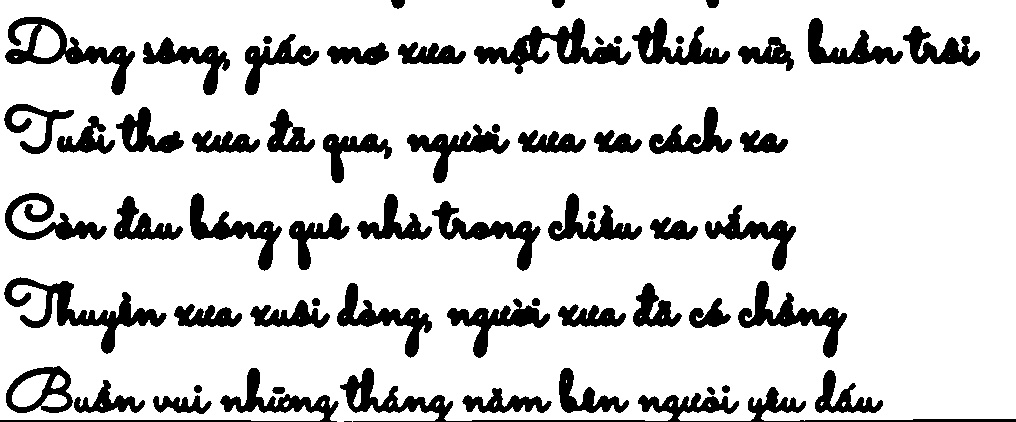 Dòng sông, giấc mơ xưa một thời thiếu nữ, buồn trôi
Tuổi thơ xưa đã qua, người xưa xa cách xa
Còn đâu bóng quê nhà trong chiều xa vắng
Thuyền xưa xuôi dòng, người xưa đã có chồng
Buồn vui những tháng năm bên người yêu dấu